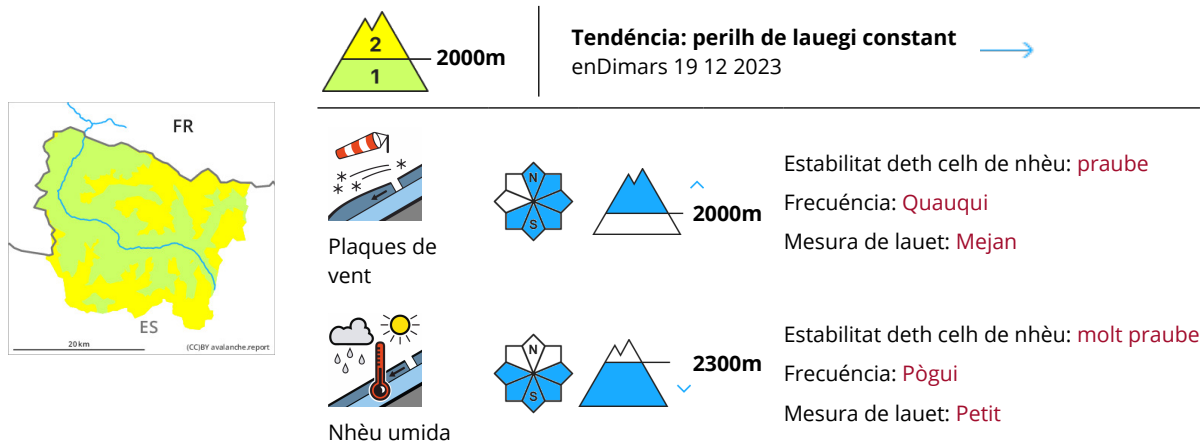 2
1
2000m
Tendéncia: perilh de lauegi constant
enDimars 19 12 2023
FR
ES
20 km
(CC)BY avalanche.report
Plaques de
vent
N
S
2000m
Estabilitat deth celh de nhèu: praube
Frecuéncia: Quauqui
Mesura de lauet: Mejan
Nhèu umida
N
S
2300m
Estabilitat deth celh de nhèu: molt praube
Frecuéncia: Pògui
Mesura de lauet: Petit